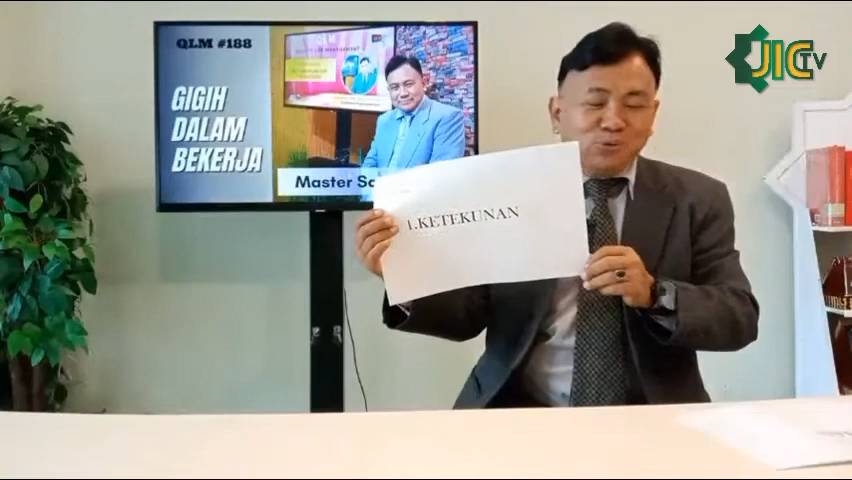 QLM #188
GIGIH
DALAM
BEKERJA
Master
1.KETEKUNAN
JIC
TV